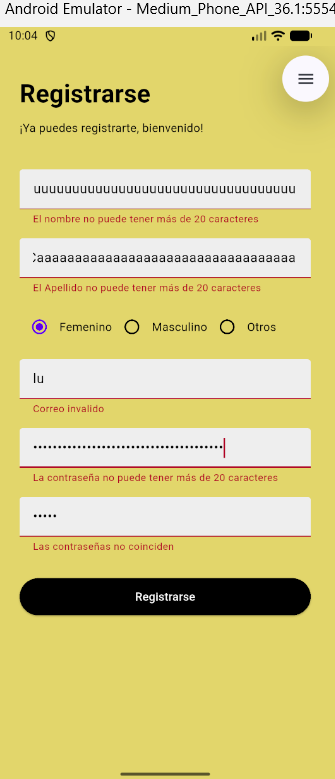 Android Emulator - Medium_Phone_API_36.1:5554
10:04
Registrarse
¡Ya puedes registrarte, bienvenido!
uuuuuuuuuuuuuuuuuuuuuuuuuuuuuuuuuu
El nombre no puede tener más de 20 caracteres
aaaaaaaaaaaaaaaaaaaaaaaaaaaaaaaaaa
El Apellido no puede tener más de 20 caracteres
Femenino Masculino Otros
lu
Correo invalido
La contraseña no puede tener más de 20 caracteres
•••••
Las contraseñas no coinciden
Registrarse